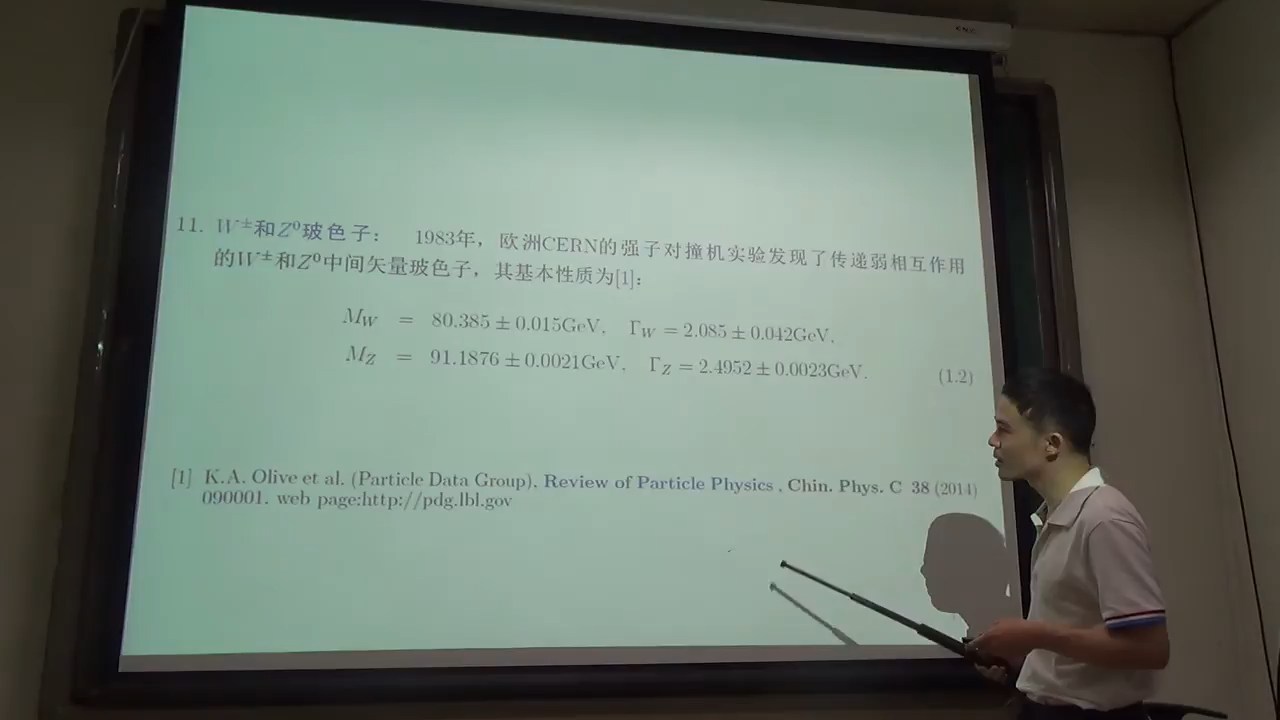 11. W±和Z⁰玻色子： 1983年，欧洲CERN的强子对撞机实验发现了传递弱相互作用
的W±和Z⁰中间矢量玻色子，其基本性质为[1]：
M_W = 80.385 ± 0.015GeV, Γ_W = 2.085 ± 0.042GeV,
M_Z = 91.1876 ± 0.0021GeV, Γ_Z = 2.4952 ± 0.0023GeV. (1.2)
[1] K.A. Olive et al. (Particle Data Group), Review of Particle Physics , Chin. Phys. C 38 (2014)
090001. web page:http://pdg.lbl.gov